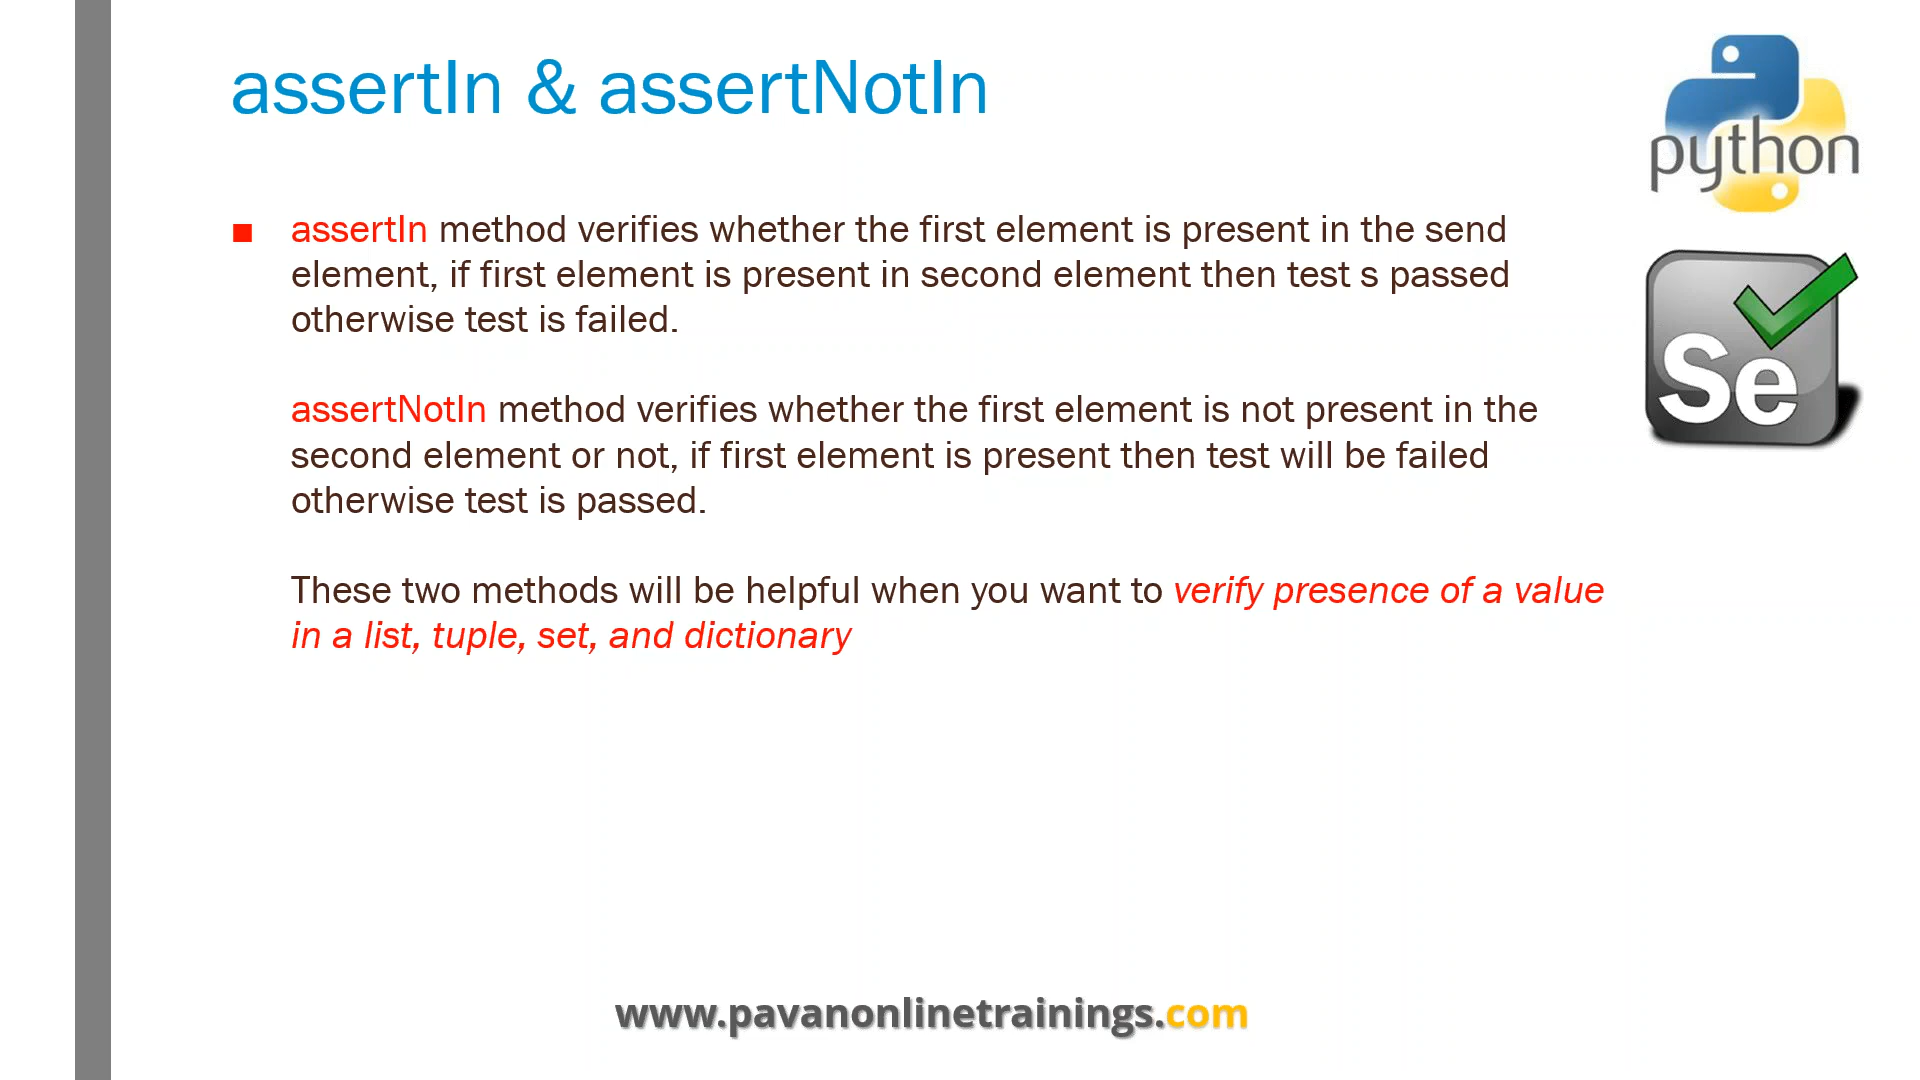 assertIn & assertNotIn
python
■ assertIn method verifies whether the first element is present in the send
element, if first element is present in second element then test s passed
otherwise test is failed.
Se
assertNotIn method verifies whether the first element is not present in the
second element or not, if first element is present then test will be failed
otherwise test is passed.
These two methods will be helpful when you want to verify presence of a value
in a list, tuple, set, and dictionary
www.pavanonlinetrainings.com